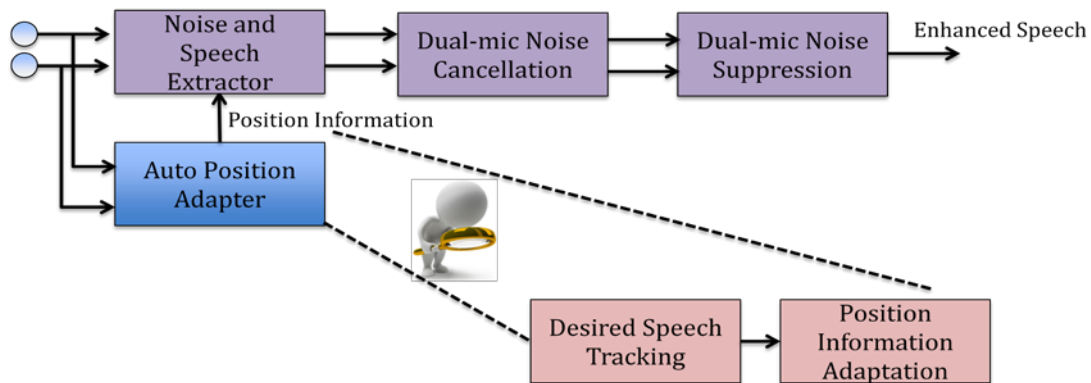 Noise and
Speech
Extractor
Dual-mic Noise
Cancellation
Dual-mic Noise
Suppression
Enhanced Speech
Position Information
Auto Position
Adapter
Desired Speech
Tracking
Position
Information
Adaptation